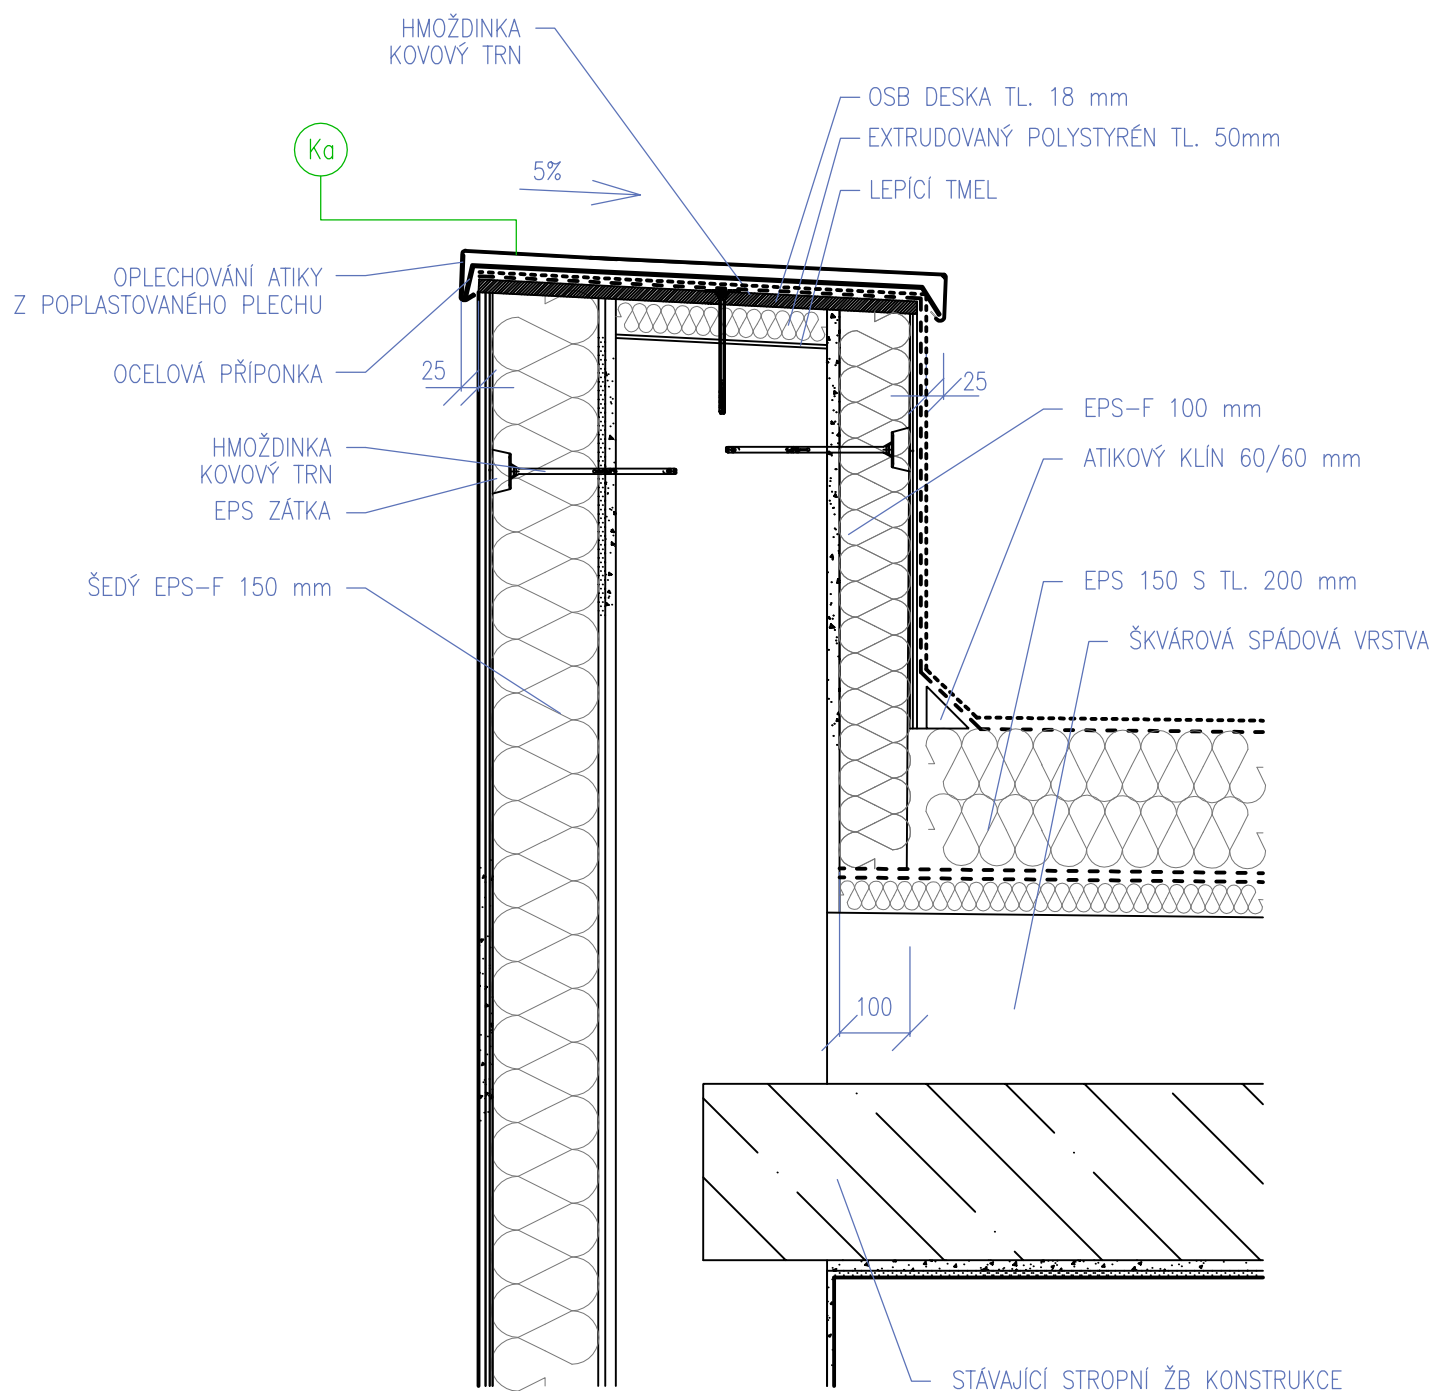 HMOŽDINKA
KOVOVÝ TRN
OSB DESKA TL. 18 mm
EXTRUDOVANÝ POLYSTYRÉN TL. 50mm
LEPÍCÍ TMEL
Ka
5%
OPLECHOVÁNÍ ATIKY
Z POPLASTOVANÉHO PLECHU
OCELOVÁ PŘÍPONKA
25
25
HMOŽDINKA
KOVOVÝ TRN
EPS ZÁTKA
ŠEDÝ EPS-F 150 mm
EPS-F 100 mm
ATIKOVÝ KLÍN 60/60 mm
EPS 150 S TL. 200 mm
ŠKVÁROVÁ SPÁDOVÁ VRSTVA
100
STÁVAJÍCÍ STROPNÍ ŽB KONSTRUKCE